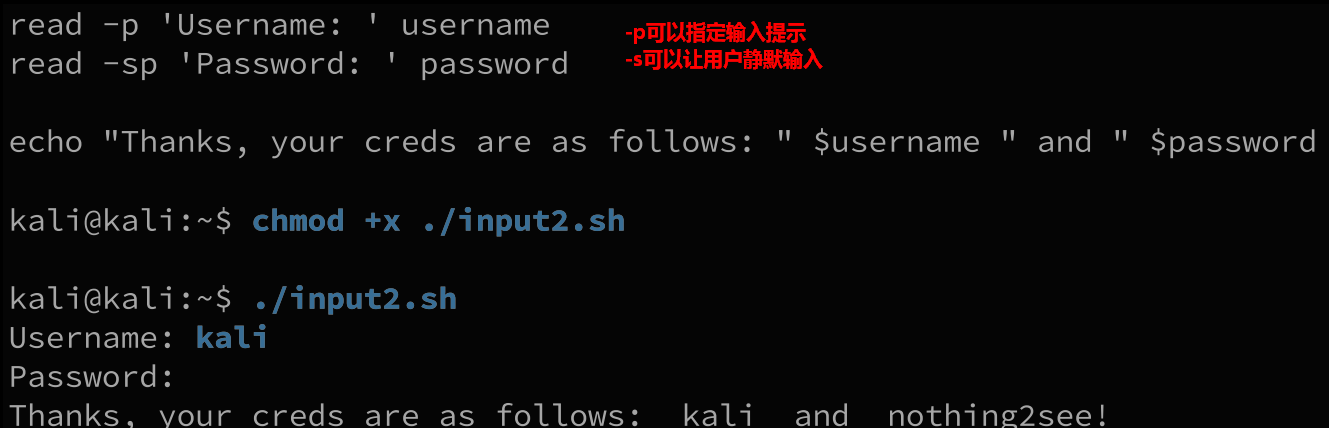 read -p 'Username: ' username
-p可以指定输入提示
read -sp 'Password: ' password
-s可以让用户静默输入
echo "Thanks, your creds are as follows: " $username " and " $password
kali@kali:~$ chmod +x ./input2.sh
kali@kali:~$ ./input2.sh
Username: kali
Password:
Thanks, your creds are as follows:  kali  and  nothing2see!